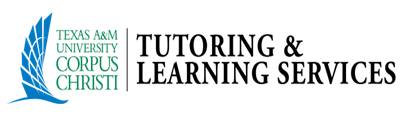 TEXAS A&M
UNIVERSITY
CORPUS
CHRISTI
TUTORING &
LEARNING SERVICES